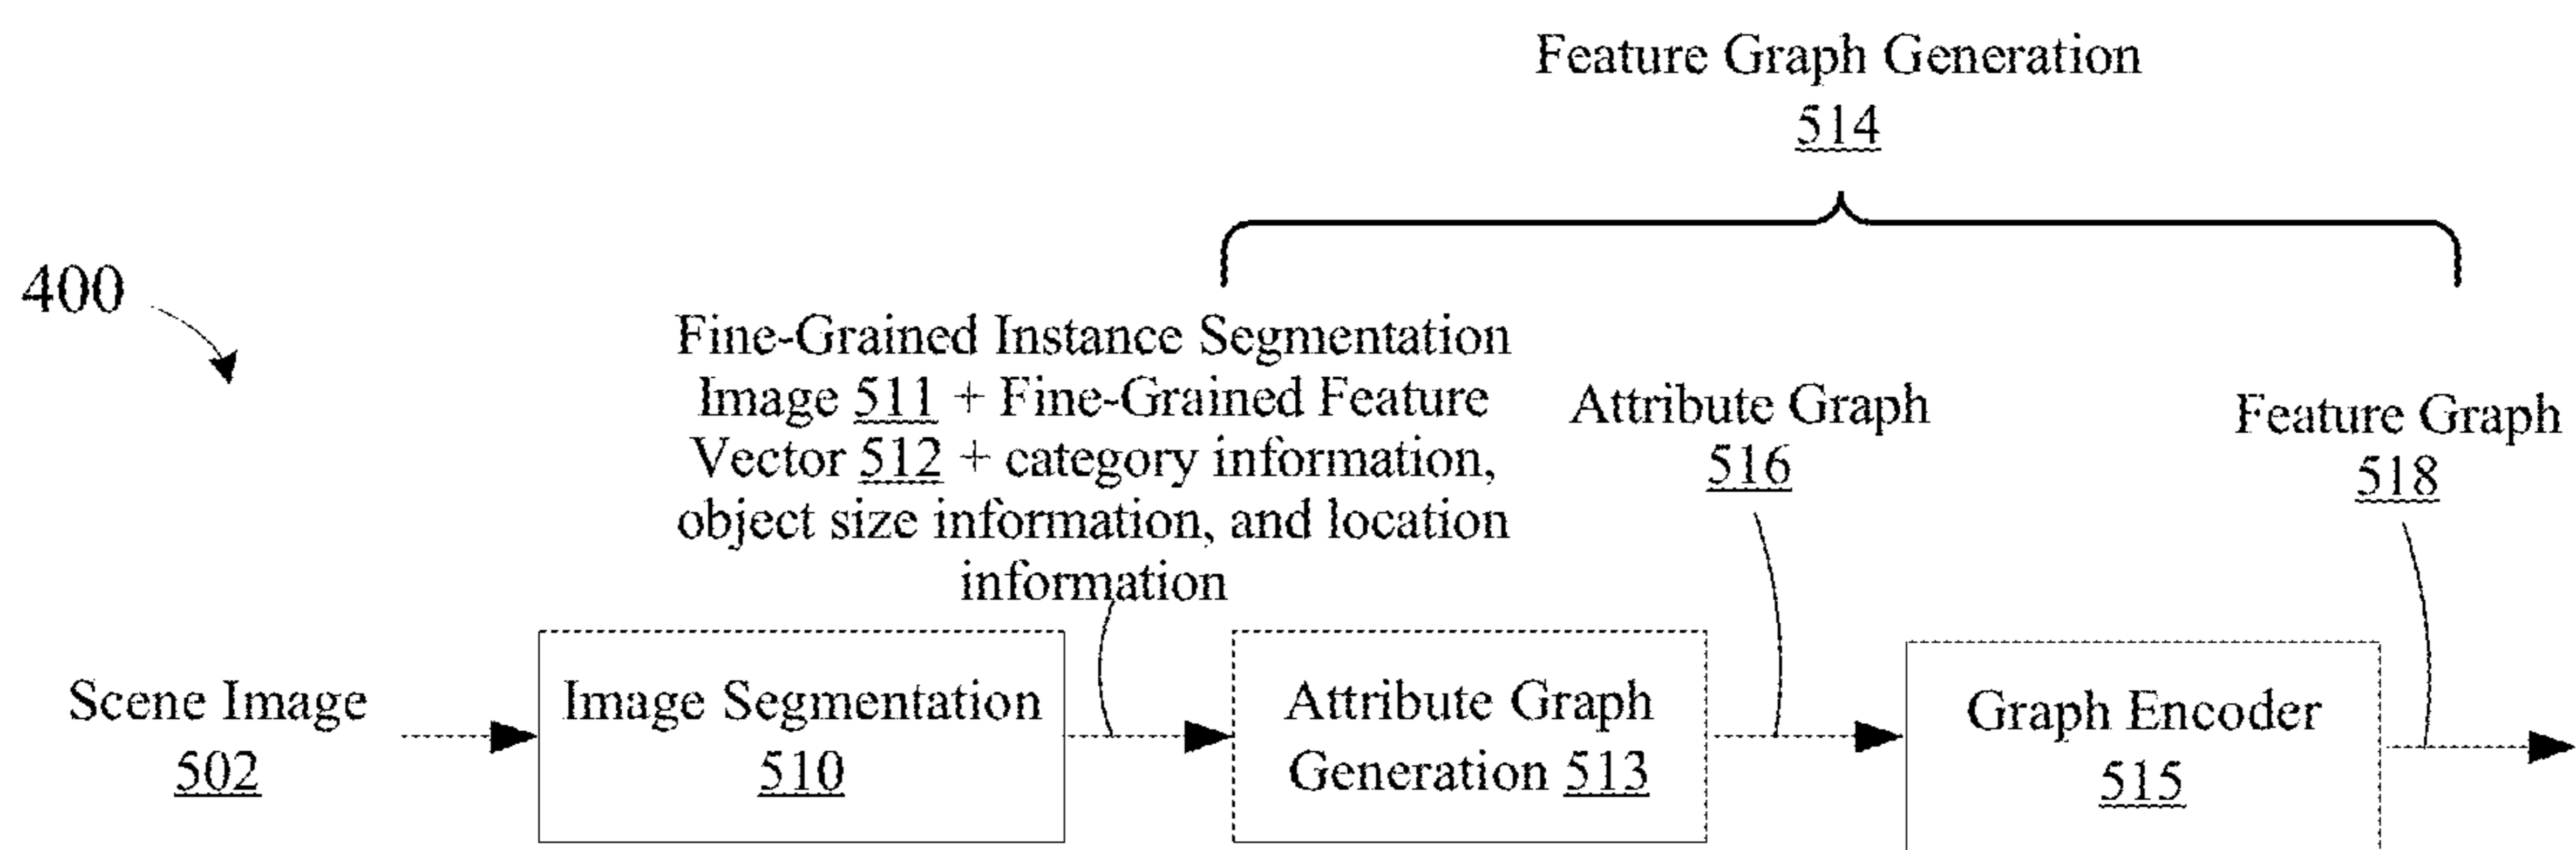 Feature Graph Generation
514
400
Fine-Grained Instance Segmentation
Image 511 + Fine-Grained Feature
Vector 512 + category information,
object size information, and location
information
Attribute Graph
516
Feature Graph
518
Scene Image
502
Image Segmentation
510
Attribute Graph
Generation 513
Graph Encoder
515